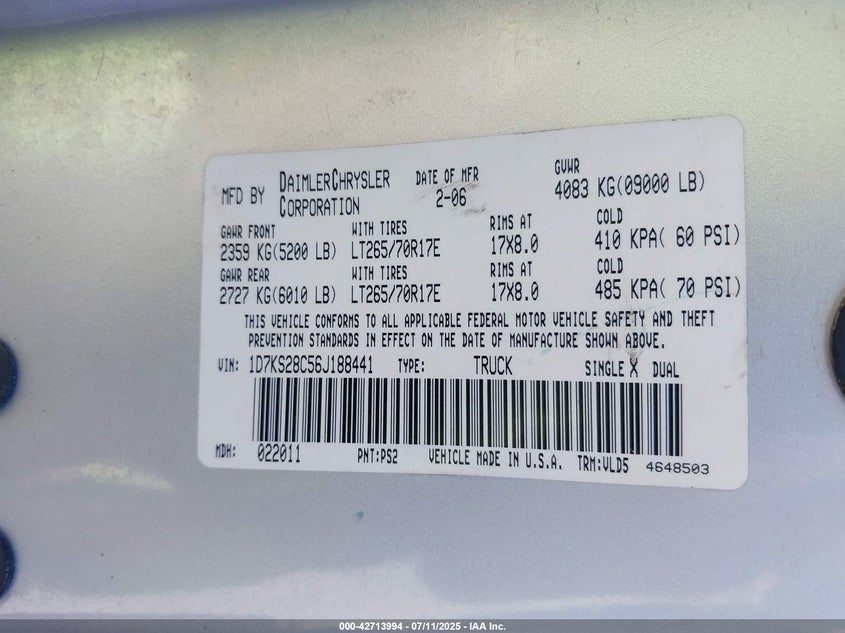 MFD BY DAIMLERCHRYSLER CORPORATION DATE OF MFR 2-06 GVWR 4083 KG(09000 LB)
GAWR FRONT WITH TIRES RIMS AT COLD
2359 KG(5200 LB) LT265/70R17E 17X8.0 410 KPA( 60 PSI)
GAWR REAR WITH TIRES RIMS AT COLD
2727 KG(6010 LB) LT265/70R17E 17X8.0 485 KPA( 70 PSI)
THIS VEHICLE CONFORMS TO ALL APPLICABLE FEDERAL MOTOR VEHICLE SAFETY AND THEFT
PREVENTION STANDARDS IN EFFECT ON THE DATE OF MANUFACTURE SHOWN ABOVE.
VIN: 1D7KS28C56J188441 TYPE: TRUCK SINGLE X DUAL
MDH: 022011 PNT:PS2 VEHICLE MADE IN U.S.A. TRM:VLD5 4648503
000-42713994 - 07/11/2025 - IAA Inc.